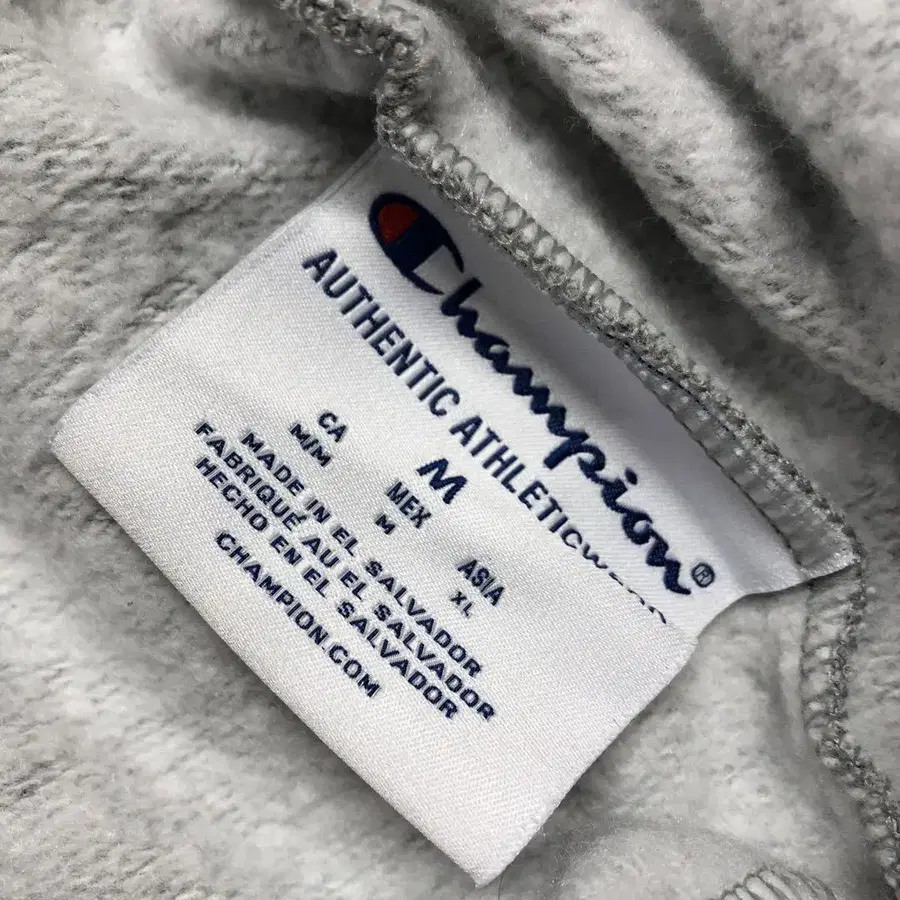 Champion®
AUTHENTIC ATHLETICWEAR
M
CA MEX ASIA
M/M M XL
MADE IN EL SALVADOR
FABRIQUÉ AU EL SALVADOR
HECHO EN EL SALVADOR
CHAMPION.COM